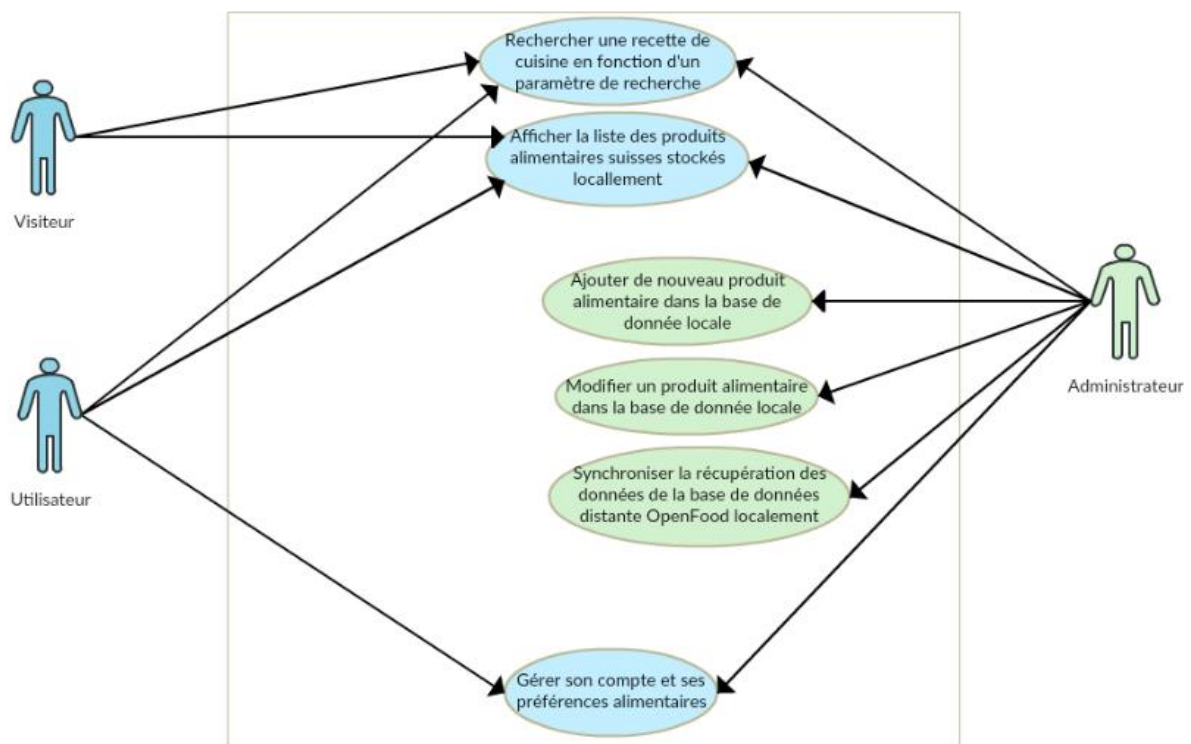 Rechercher une recette de
cuisine en fonction d'un
paramètre de recherche
Afficher la liste des produits
alimentaires suisses stockés
locallement
Visiteur
Ajouter de nouveau produit
alimentaire dans la base de
donnée locale
Modifier un produit alimentaire
dans la base de donnée locale
Administrateur
Utilisateur
Synchroniser la récupération des
données de la base de données
distante OpenFood localement
Gérer son compte et ses
préférences alimentaires